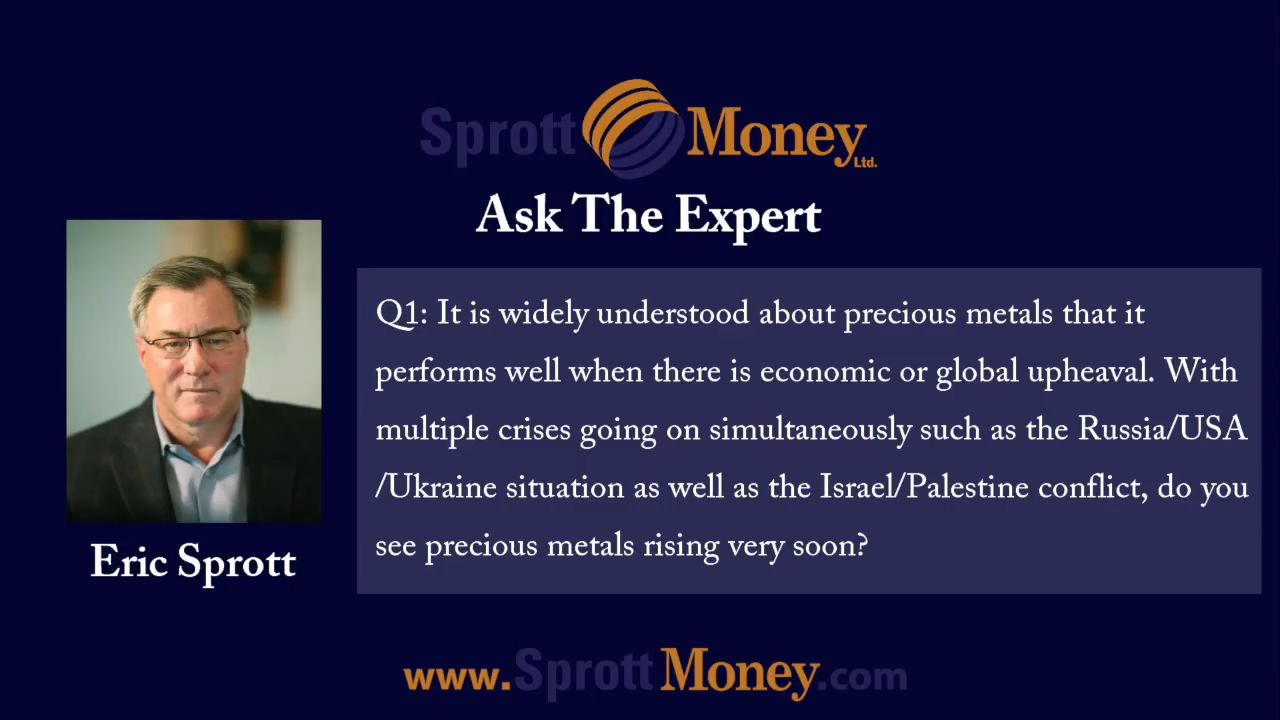 Sprott Money Ltd.
Ask The Expert
Q1: It is widely understood about precious metals that it
performs well when there is economic or global upheaval. With
multiple crises going on simultaneously such as the Russia/USA
/Ukraine situation as well as the Israel/Palestine conflict, do you
see precious metals rising very soon?
Eric Sprott
www.SprottMoney.com